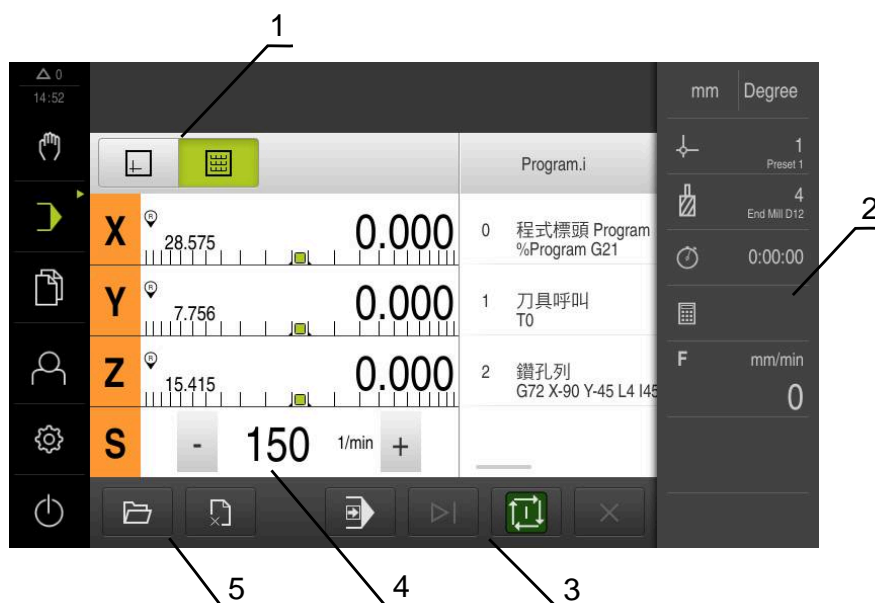 1
0
14:52
mm Degree
1
Preset 1
4
End Mill D12
2
0:00:00
F mm/min
0
Program.i
X R 28.575 0.000
Y R 7.756 0.000
Z R 15.415 0.000
S - 150 1/min +
0 程式標頭 Program
%Program G21
1 刀具呼叫
T0
2 鑽孔列
G72 X-90 Y-45 L4 I45
5 4 3